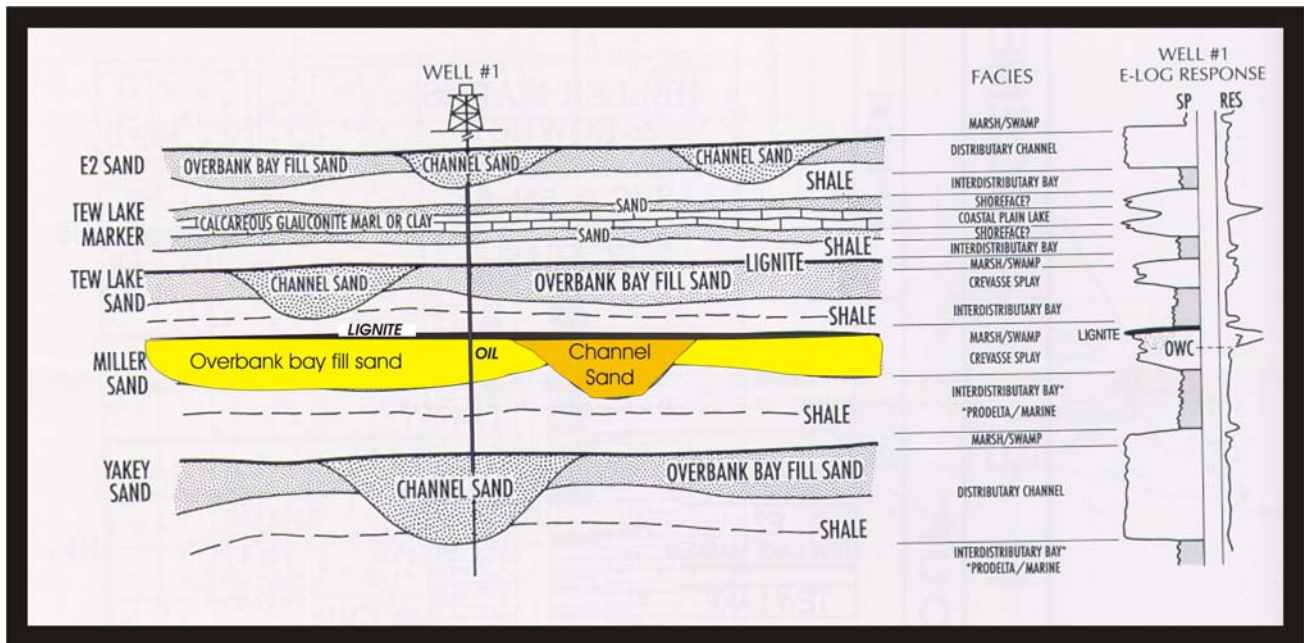 WELL #1
FACIES
WELL #1
E-LOG RESPONSE
SP
RES
E2 SAND
OVERBANK BAY FILL SAND
CHANNEL SAND
CHANNEL SAND
SHALE
TEW LAKE
MARKER
SAND
CALCAREOUS GLAUCONITE MARL OR CLAY
SAND
SHALE
LIGNITE
TEW LAKE
SAND
CHANNEL SAND
OVERBANK BAY FILL SAND
SHALE
LIGNITE
MILLER
SAND
Overbank bay fill sand
OIL
Channel
Sand
SHALE
YAKEY
SAND
CHANNEL SAND
OVERBANK BAY FILL SAND
SHALE
MARSH/SWAMP
DISTRIBUTARY CHANNEL
INTERDISTRIBUTARY BAY
SHOREFACE?
COASTAL PLAIN LAKE
SHOREFACE?
INTERDISTRIBUTARY BAY
MARSH/SWAMP
CREVASSE SPLAY
INTERDISTRIBUTARY BAY
MARSH/SWAMP
CREVASSE SPLAY
INTERDISTRIBUTARY BAY*
*PRODELTA/MARINE
MARSH/SWAMP
DISTRIBUTARY CHANNEL
INTERDISTRIBUTARY BAY*
*PRODELTA/MARINE
LIGNITE
OWC